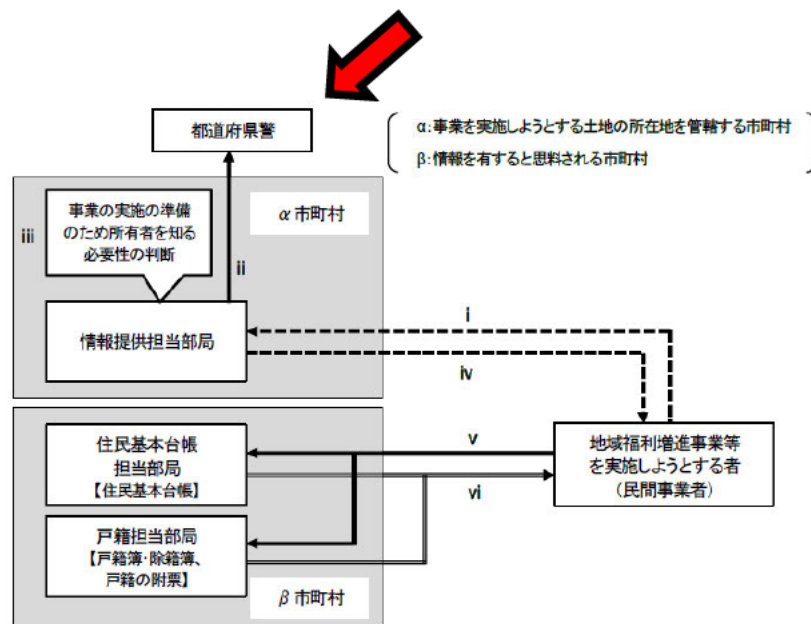 都道府県警
α:事業を実施しようとする土地の所在地を管轄する市町村
β:情報を有すると思料される市町村
α市町村
iii
事業の実施の準備
のため所有者を知る
必要性の判断
ii
情報提供担当部局
i
iv
住民基本台帳
担当部局
【住民基本台帳】
v
vi
地域福利増進事業等
を実施しようとする者
(民間事業者)
戸籍担当部局
【戸籍簿・除籍簿、
戸籍の附票】
β市町村